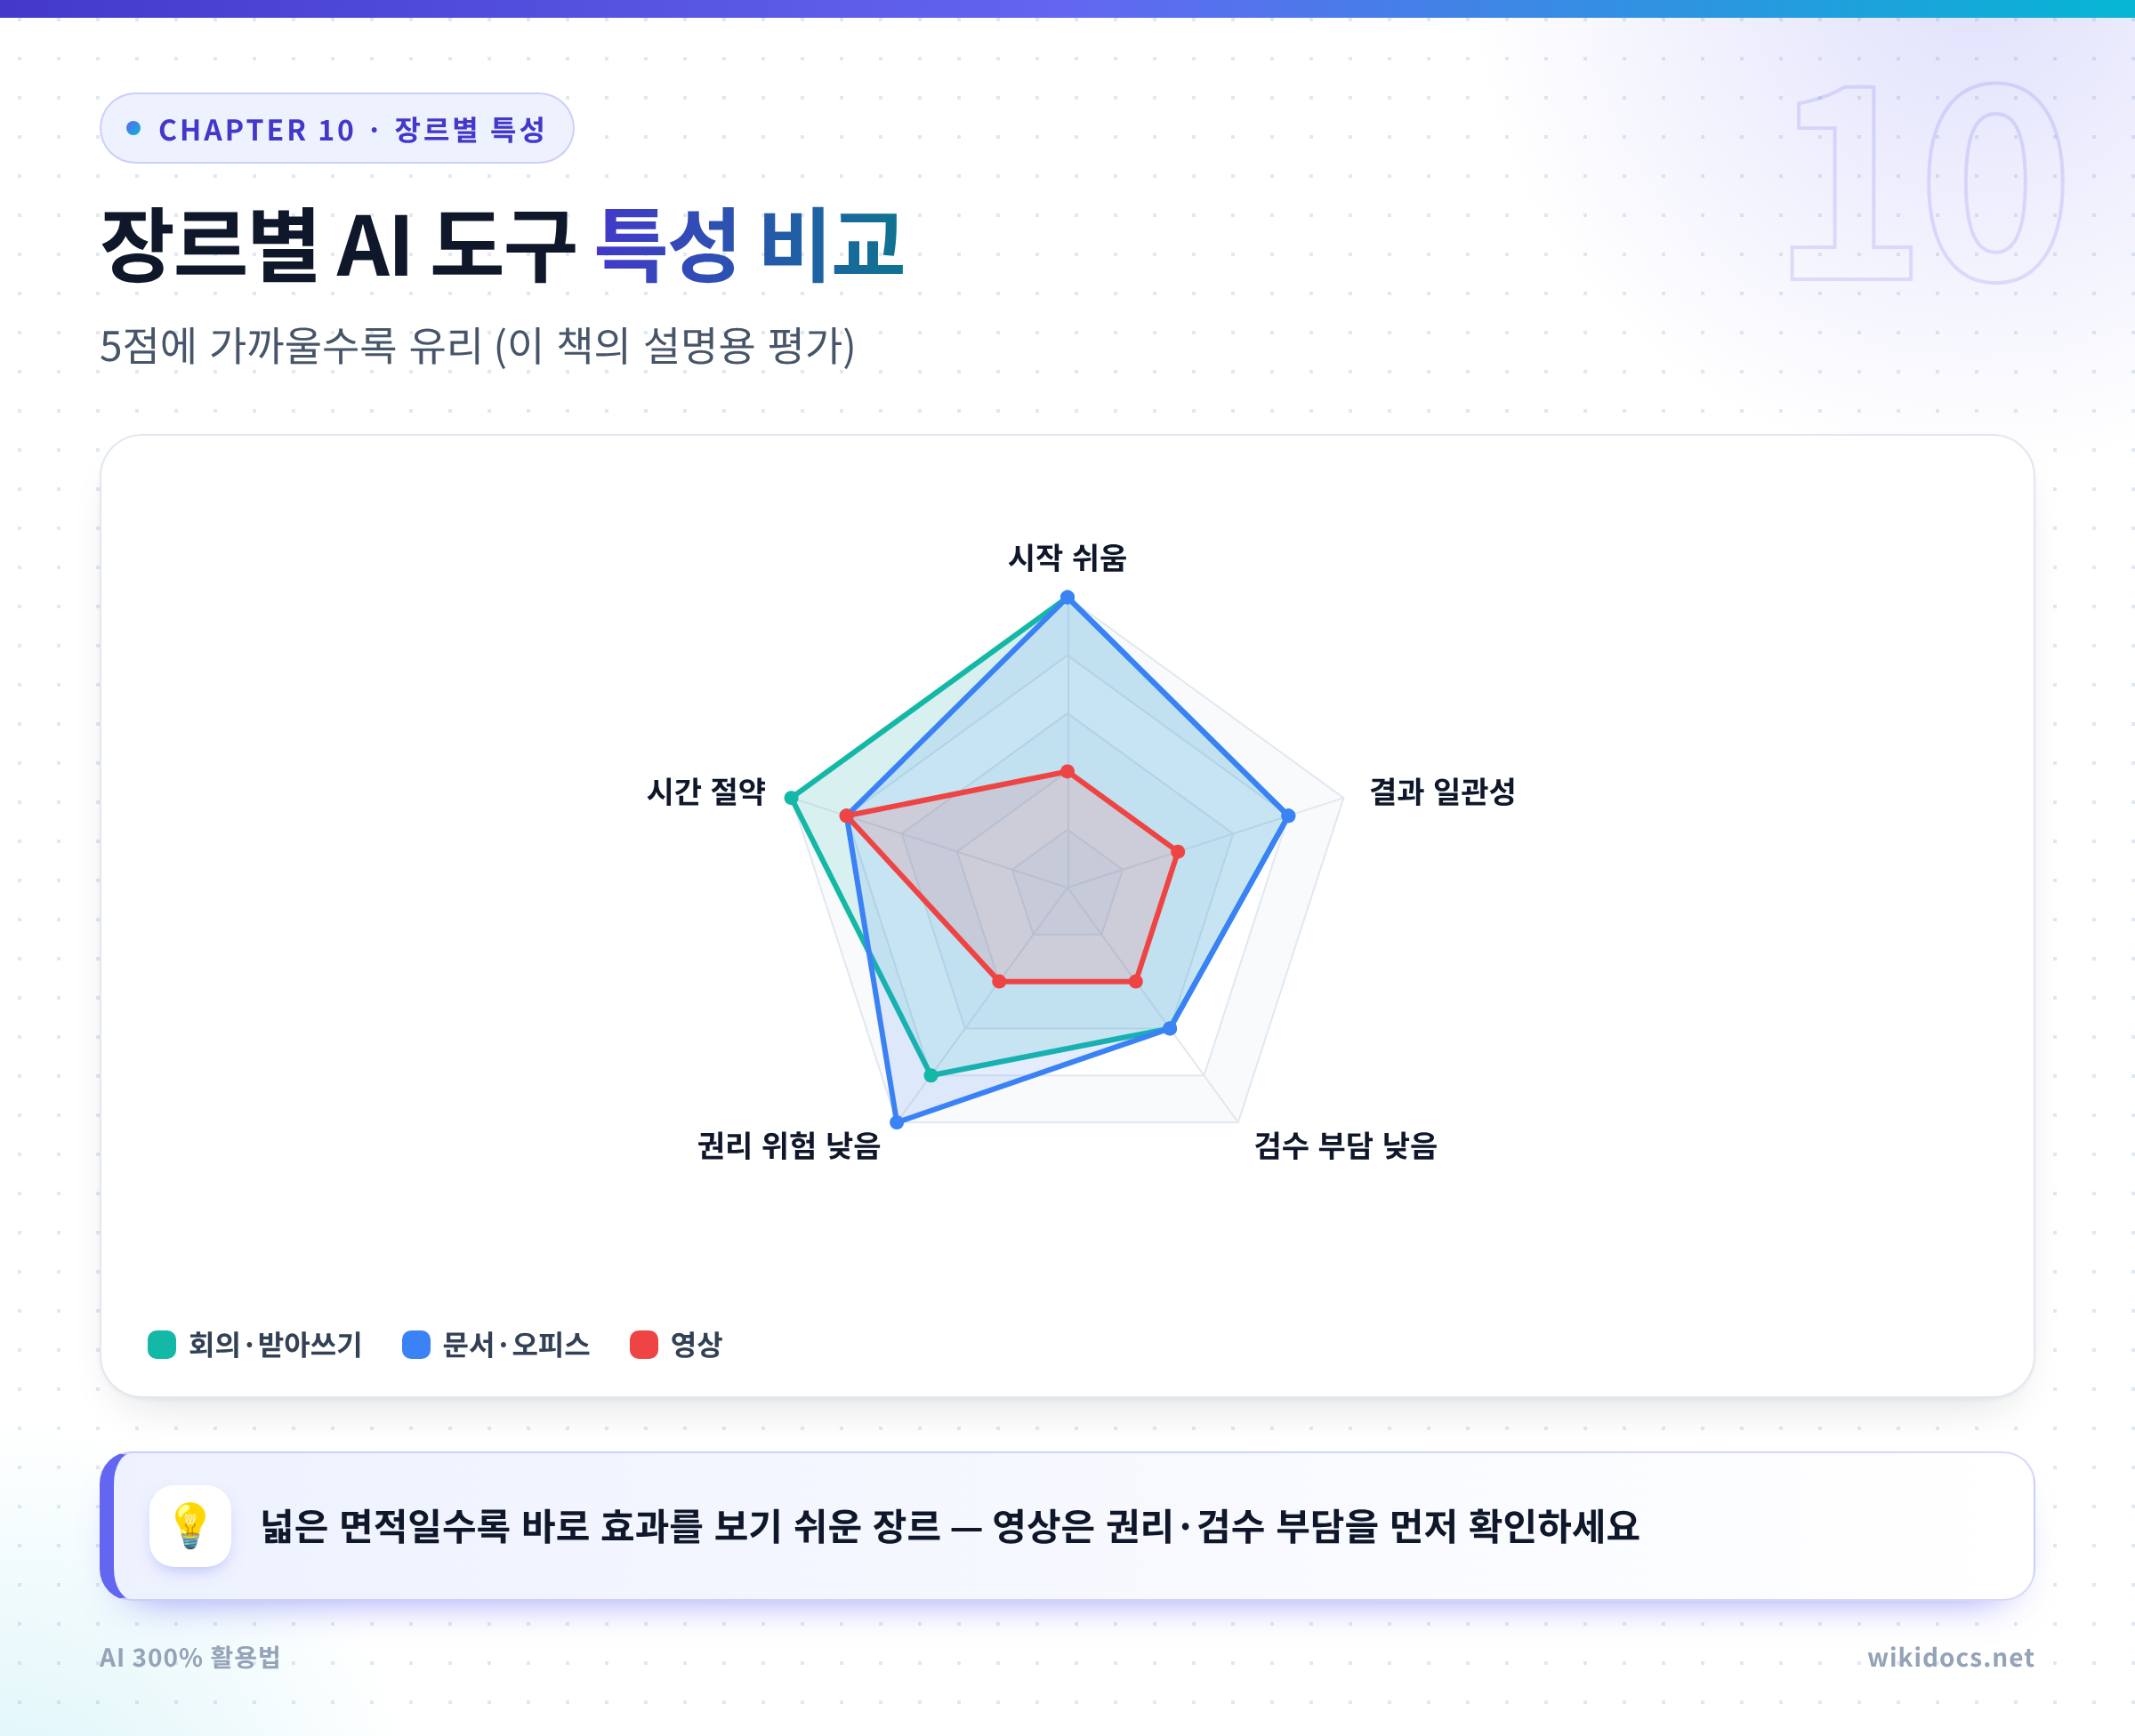 CHAPTER 10 · 장르별 특성
10
장르별 AI 도구 특성 비교
5점에 가까울수록 유리 (이 책의 설명용 평가)
시작 쉬움
시간 절약
결과 일관성
권리 위험 낮음
검수 부담 낮음
회의·받아쓰기
문서·오피스
영상
💡 넓은 면적일수록 바로 효과를 보기 쉬운 장르 — 영상은 권리·검수 부담을 먼저 확인하세요
AI 300% 활용법
wikidocs.net